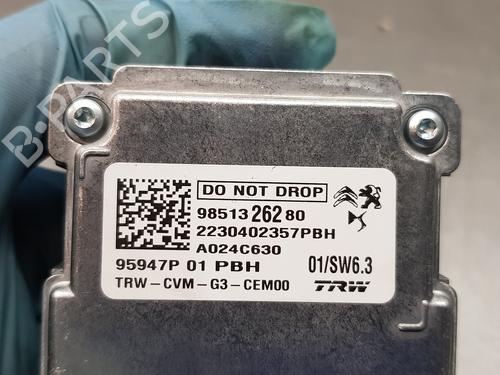 B-PARTS
DO NOT DROP
98513 262 80
2230402357PBH
A024C630
95947P 01 PBH 01/SW6.3
TRW-CVM-G3-CEM00 TRW